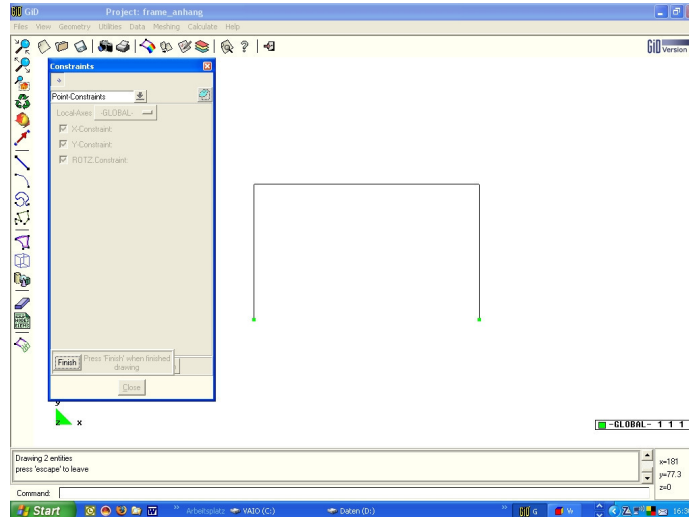 GiD Project: frame_anhang
Files View Geometry Utilities Data Meshing Calculate Help
GiD Version
Constraints
Point-Constraints
Local-Axes -GLOBAL-
X-Constraint:
Y-Constraint:
ROTZ.Constraint:
Finish Press 'Finish' when finished
drawing
Close
y
z x
-GLOBAL- 1 1 1
Drawing 2 entities
press 'escape' to leave
x=181
y=77.3
z=0
Command:
Start Arbeitsplatz VAIO (C:) Daten (D:) G